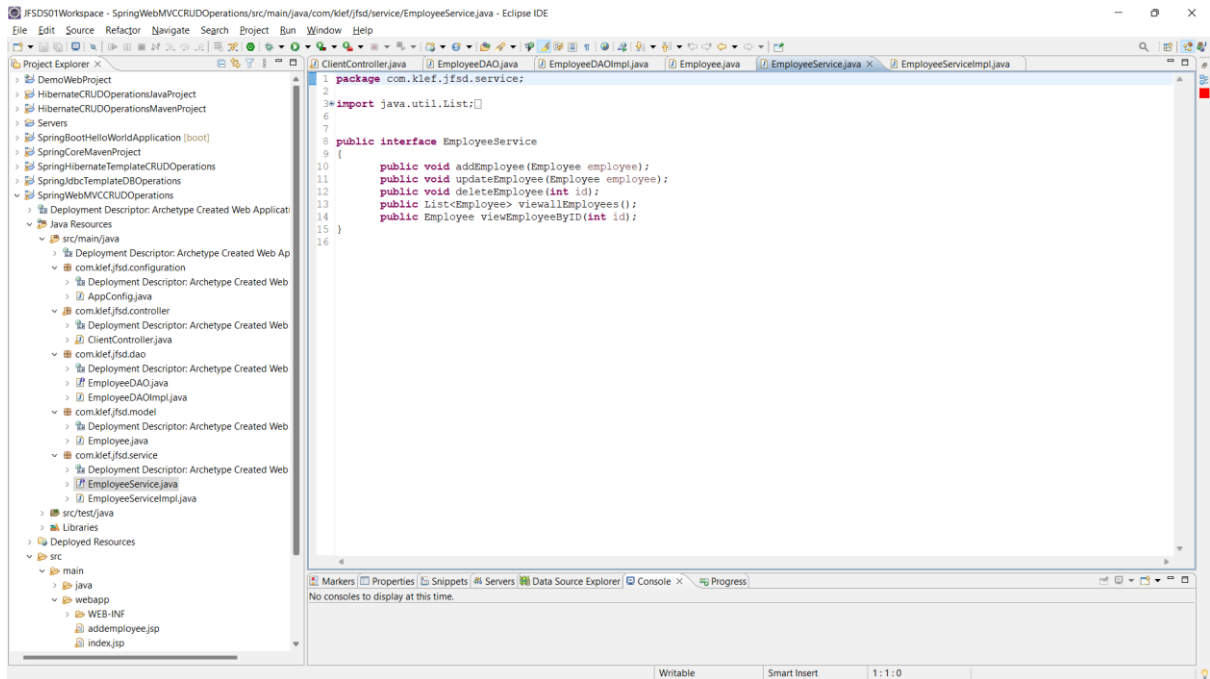 JFSDS01Workspace - SpringWebMVCCRUDOperations/src/main/java/com/klef/jfsd/service/EmployeeService.java - Eclipse IDE
File Edit Source Refactor Navigate Search Project Run Window Help
Project Explorer
DemoWebProject
HibernateCRUDOperationsJavaProject
HibernateCRUDOperationsMavenProject
Servers
SpringBootHelloWorldApplication [boot]
SpringCoreMavenProject
SpringHibernateTemplateCRUDOperations
SpringJdbcTemplateDBOperations
SpringWebMVCCRUDOperations
Deployment Descriptor: Archetype Created Web Applicati
Java Resources
src/main/java
Deployment Descriptor: Archetype Created Web Ap
com.klef.jfsd.configuration
Deployment Descriptor: Archetype Created Web
AppConfig.java
com.klef.jfsd.controller
Deployment Descriptor: Archetype Created Web
ClientController.java
com.klef.jfsd.dao
Deployment Descriptor: Archetype Created Web
EmployeeDAO.java
EmployeeDAOImpl.java
com.klef.jfsd.model
Deployment Descriptor: Archetype Created Web
Employee.java
com.klef.jfsd.service
Deployment Descriptor: Archetype Created Web
EmployeeService.java
EmployeeServiceImpl.java
src/test/java
Libraries
Deployed Resources
src
main
java
webapp
WEB-INF
addemployee.jsp
index.jsp
ClientController.java EmployeeDAO.java EmployeeDAOImpl.java Employee.java EmployeeService.java EmployeeServiceImpl.java
1 package com.klef.jfsd.service;
2
3 import java.util.List;
6
7
8 public interface EmployeeService
9 {
10 public void addEmployee(Employee employee);
11 public void updateEmployee(Employee employee);
12 public void deleteEmployee(int id);
13 public List<Employee> viewallEmployees();
14 public Employee viewEmployeeByID(int id);
15 }
16
Markers Properties Snippets Servers Data Source Explorer Console Progress
No consoles to display at this time.
Writable Smart Insert 1 : 1 : 0